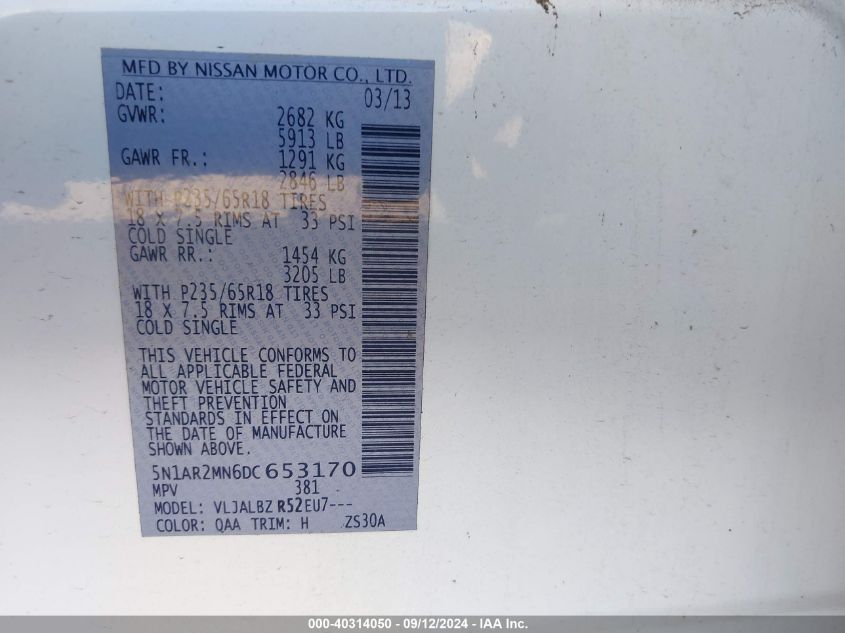 MFD BY NISSAN MOTOR CO., LTD.
DATE: 03/13
GVWR: 2682 KG
5913 LB
GAWR FR.: 1291 KG
2846 LB
WITH P235/65R18 TIRES
18 X 7.5 RIMS AT 33 PSI
COLD SINGLE
GAWR RR.: 1454 KG
3205 LB
WITH P235/65R18 TIRES
18 X 7.5 RIMS AT 33 PSI
COLD SINGLE
THIS VEHICLE CONFORMS TO
ALL APPLICABLE FEDERAL
MOTOR VEHICLE SAFETY AND
THEFT PREVENTION
STANDARDS IN EFFECT ON
THE DATE OF MANUFACTURE
SHOWN ABOVE.
5N1AR2MN6DC653170
MPV 381
MODEL: VLJALBZ R52EU7---
COLOR: QAA TRIM: H ZS30A
000-40314050 - 09/12/2024 - IAA Inc.